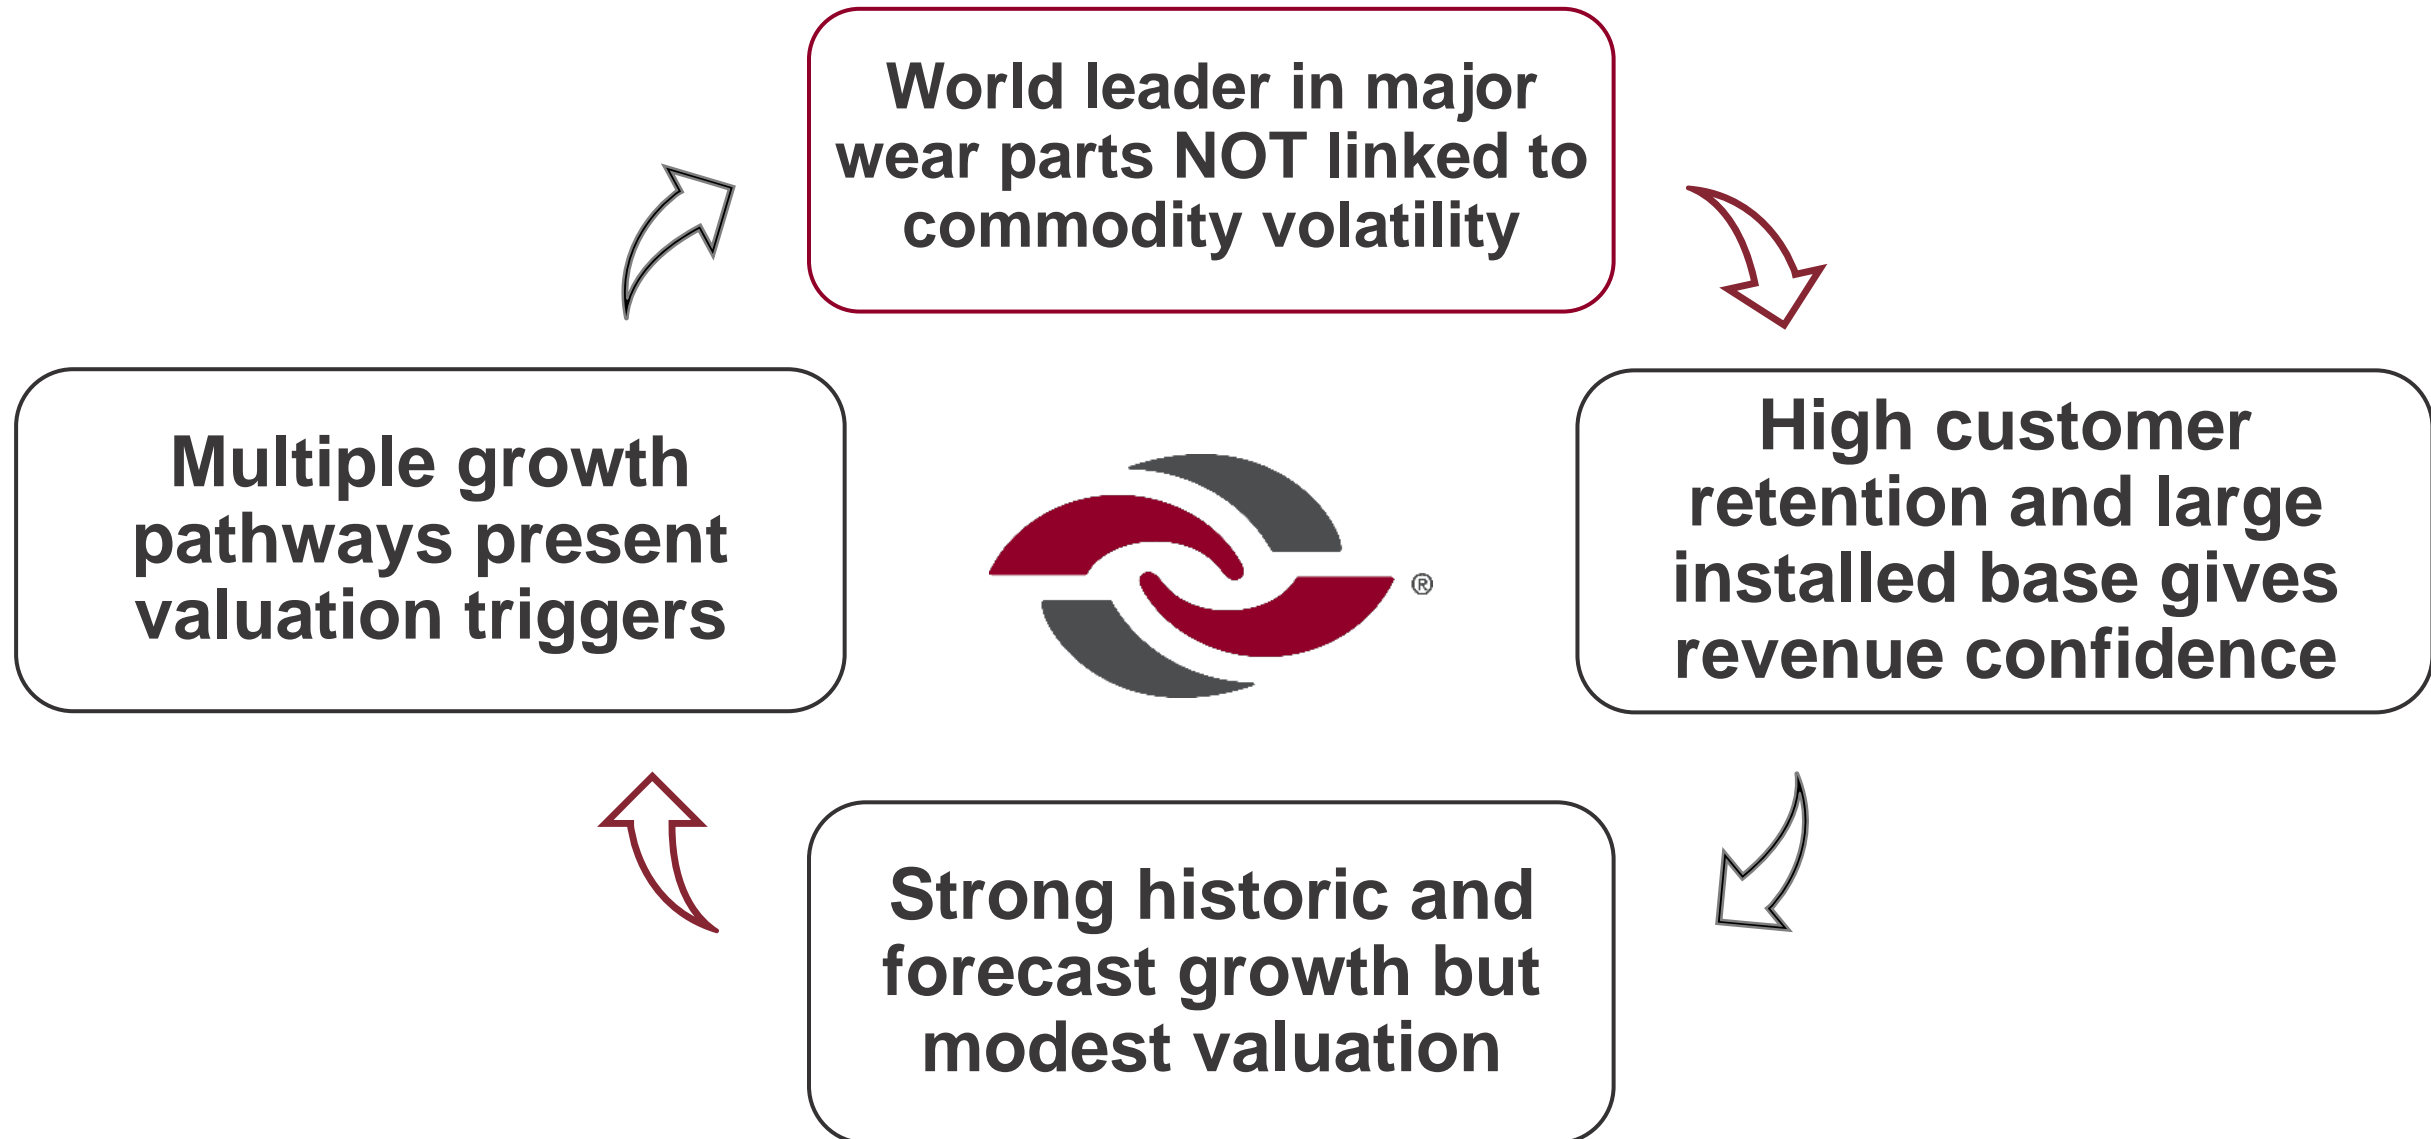 World leader in major
wear parts NOT linked to
commodity volatility
Multiple growth
pathways present
valuation triggers
®
High customer
retention and large
installed base gives
revenue confidence
Strong historic and
forecast growth but
modest valuation